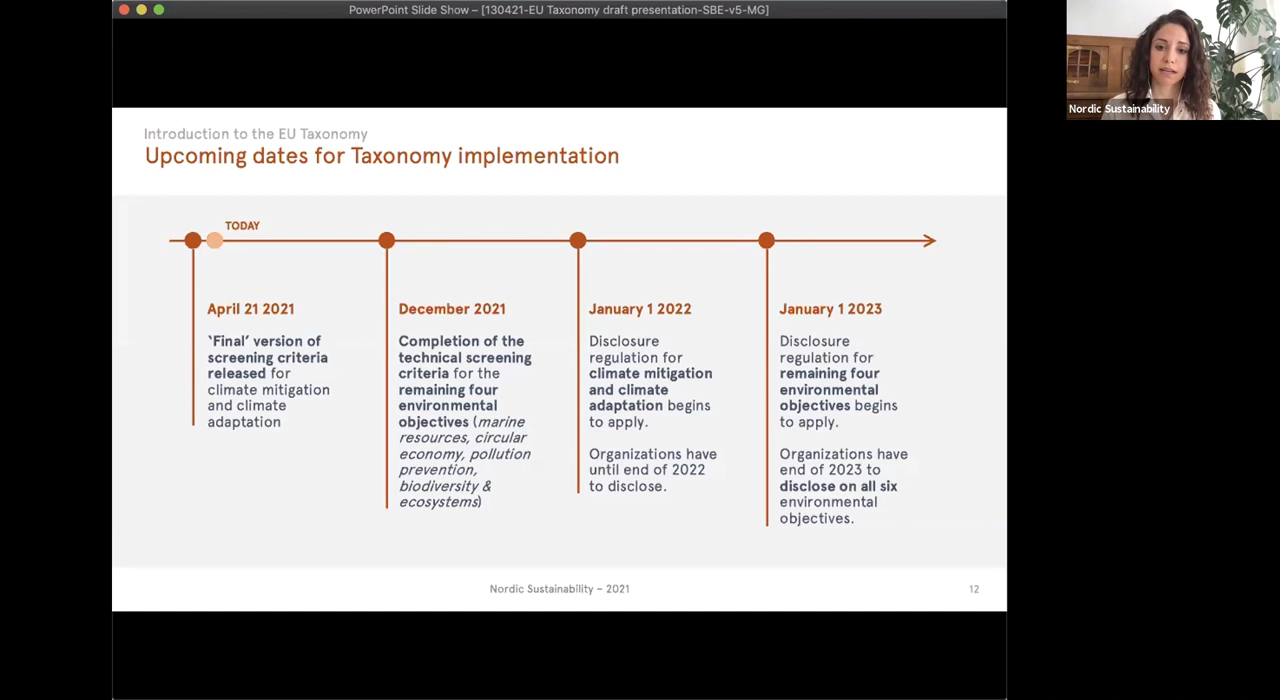 PowerPoint Slide Show – [130421-EU Taxonomy draft presentation-SBE-v5-MG]
Nordic Sustainability
Introduction to the EU Taxonomy
Upcoming dates for Taxonomy implementation
TODAY
April 21 2021
‘Final’ version of
screening criteria
released for
climate mitigation
and climate
adaptation
December 2021
Completion of the
technical screening
criteria for the
remaining four
environmental
objectives (marine
resources, circular
economy, pollution
prevention,
biodiversity &
ecosystems)
January 1 2022
Disclosure
regulation for
climate mitigation
and climate
adaptation begins
to apply.
Organizations have
until end of 2022
to disclose.
January 1 2023
Disclosure
regulation for
remaining four
environmental
objectives begins
to apply.
Organizations have
end of 2023 to
disclose on all six
environmental
objectives.
Nordic Sustainability – 2021
12